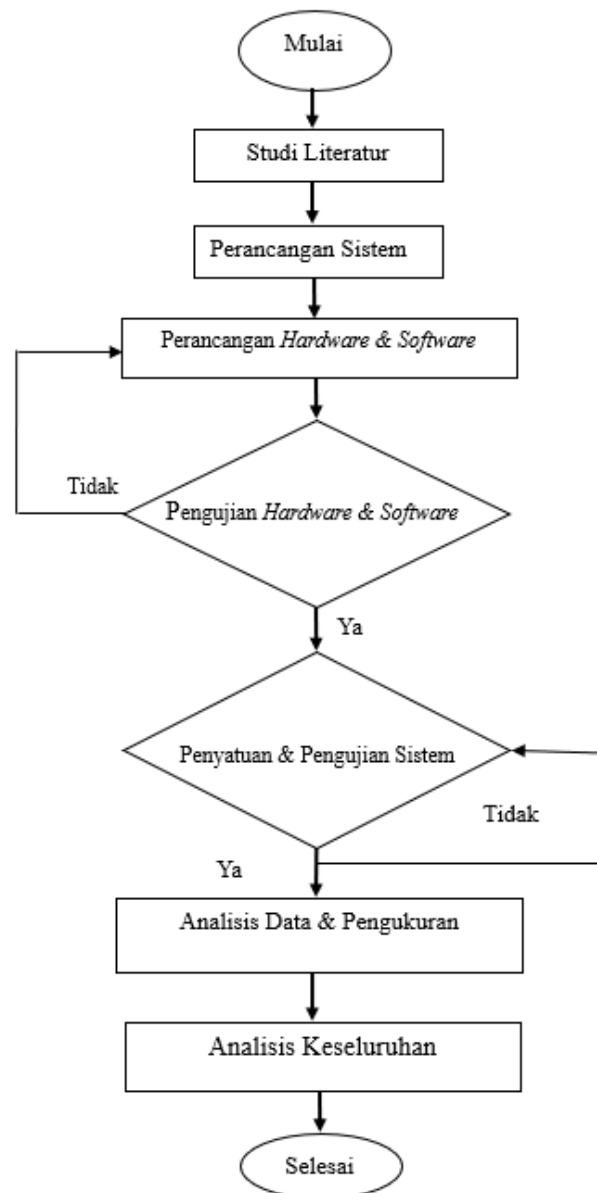 Mulai
Studi Literatur
Perancangan Sistem
Perancangan Hardware & Software
Tidak
Pengujian Hardware & Software
Ya
Penyatuan & Pengujian Sistem
Tidak
Ya
Analisis Data & Pengukuran
Analisis Keseluruhan
Selesai